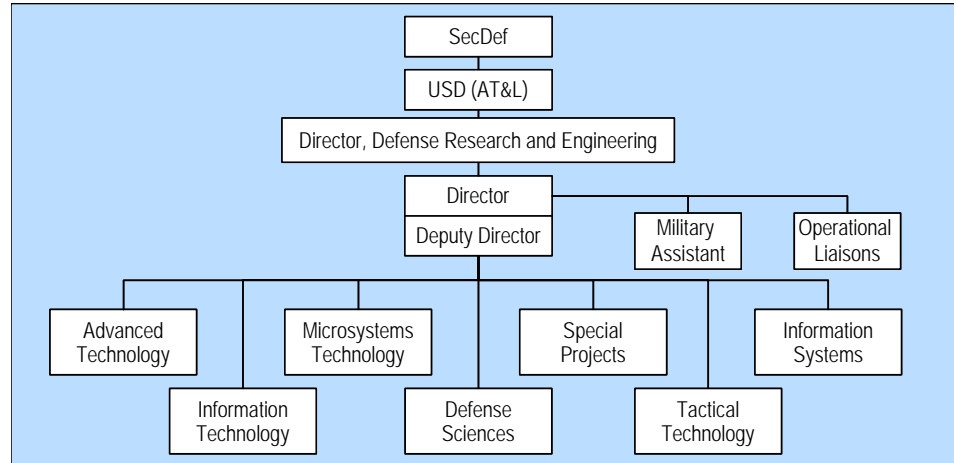 SecDef
USD (AT&L)
Director, Defense Research and Engineering
Director
Deputy Director
Military
Assistant
Operational
Liaisons
Advanced
Technology
Microsystems
Technology
Special
Projects
Information
Systems
Information
Technology
Defense
Sciences
Tactical
Technology